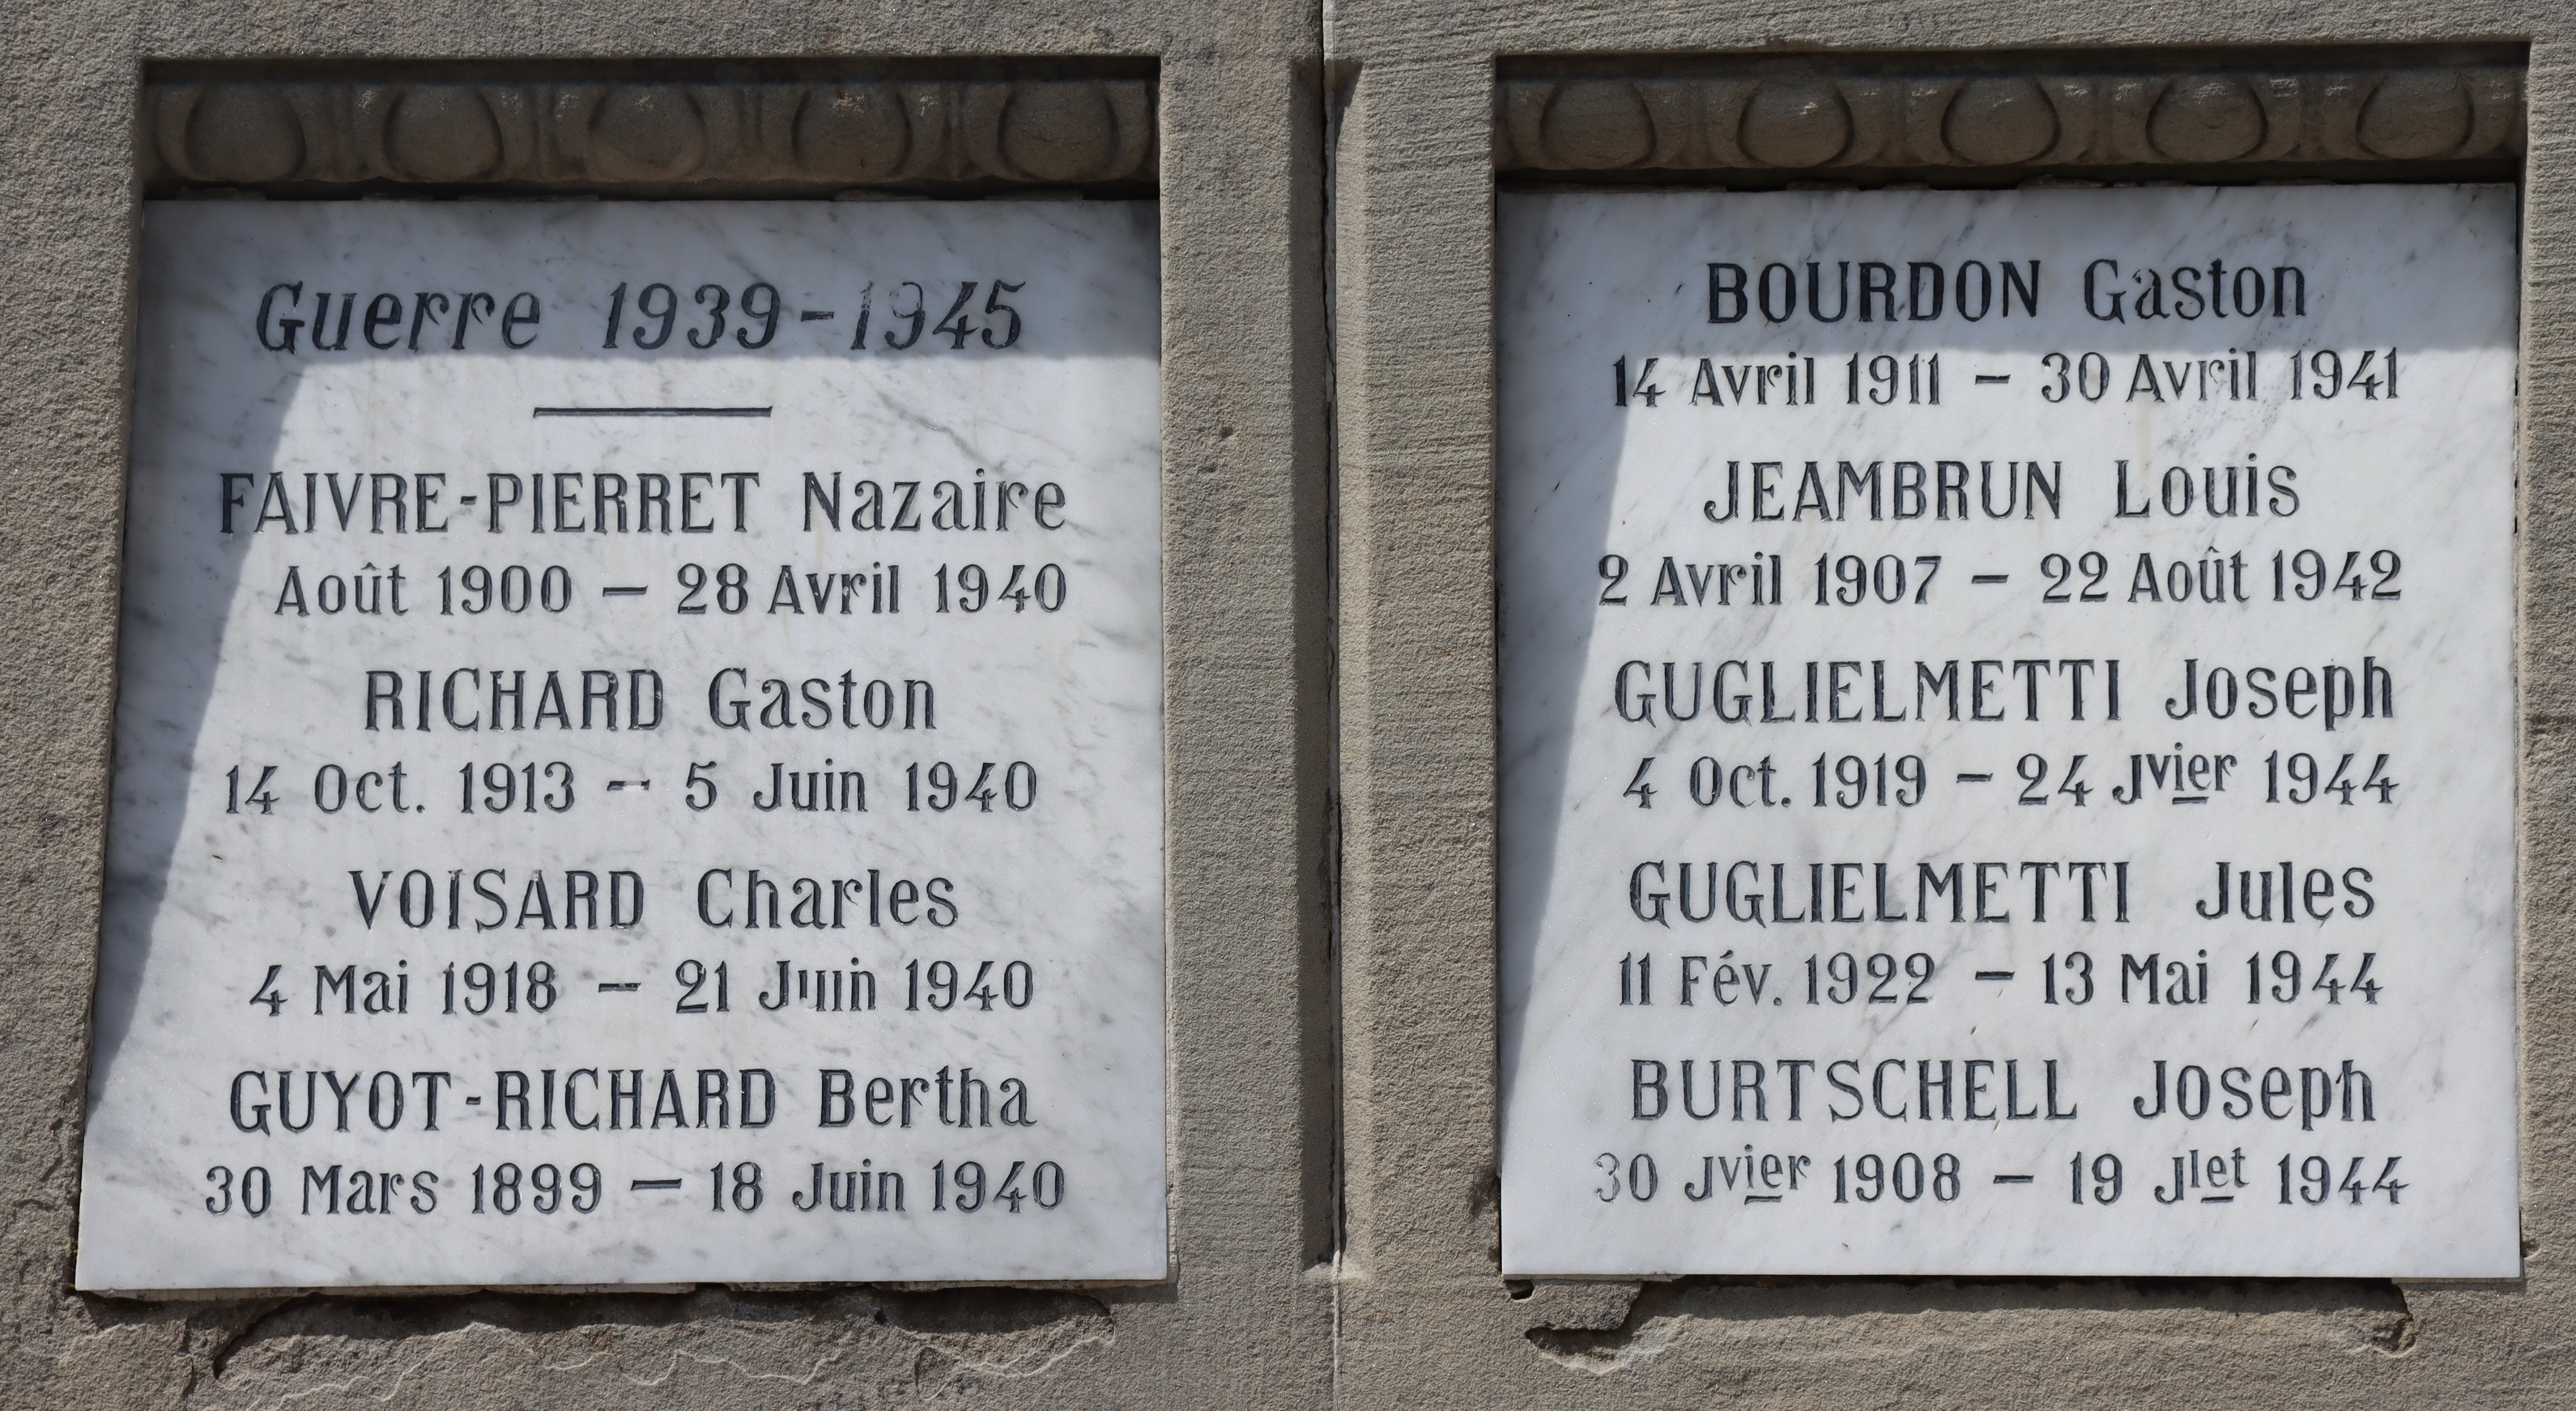 Guerre 1939-1945
FAIVRE-PIERRET Nazaire
Août 1900 — 28 Avril 1940
RICHARD Gaston
14 Oct. 1913 — 5 Juin 1940
VOISARD Charles
4 Mai 1918 — 21 Juin 1940
GUYOT-RICHARD Bertha
30 Mars 1899 — 18 Juin 1940
BOURDON Gaston
14 Avril 1911 — 30 Avril 1941
JEAMBRUN Louis
2 Avril 1907 — 22 Août 1942
GUGLIELMETTI Joseph
4 Oct. 1919 — 24 Jvier 1944
GUGLIELMETTI Jules
11 Fév. 1922 — 13 Mai 1944
BURTSCHELL Joseph
30 Jvier 1908 — 19 Jlet 1944